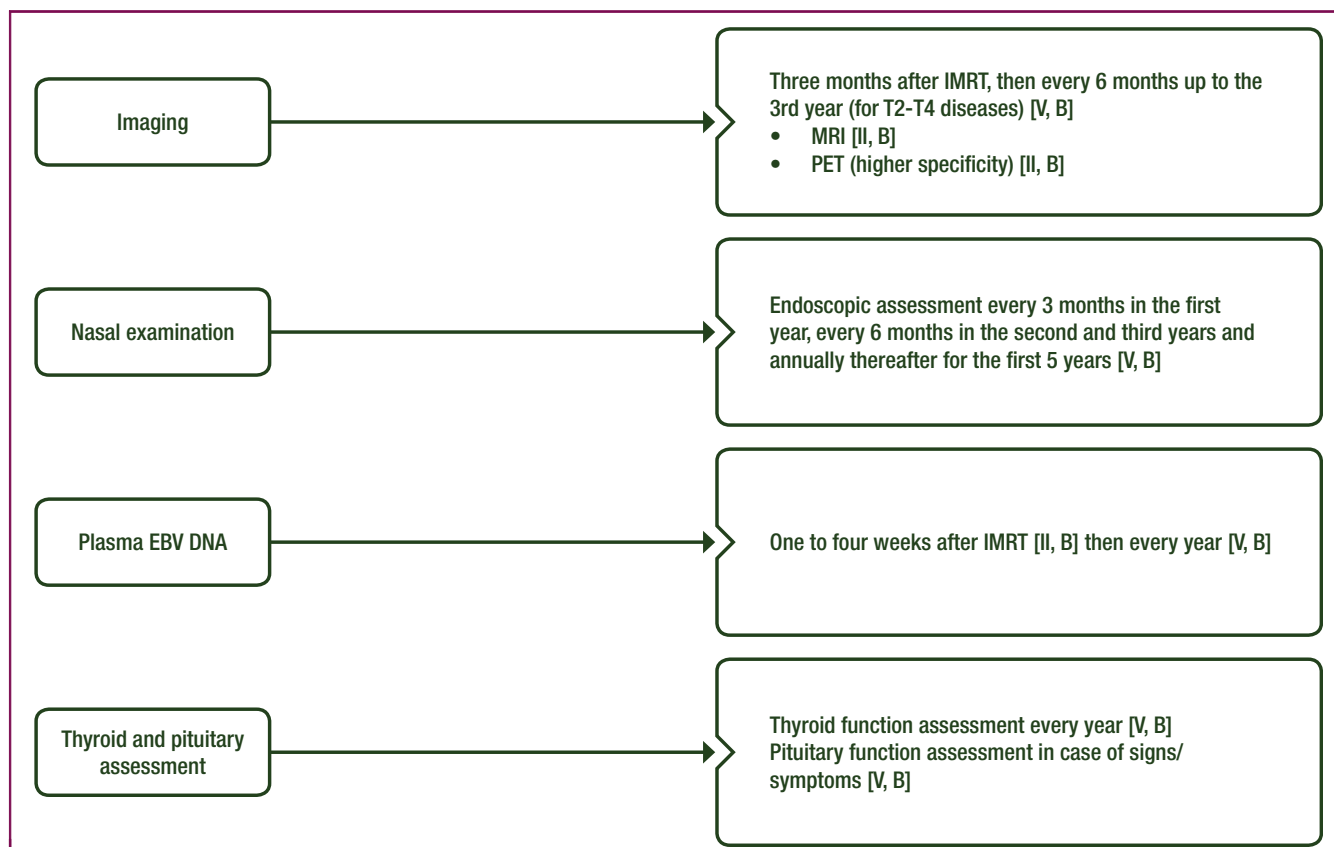 Imaging
Three months after IMRT, then every 6 months up to the
3rd year (for T2-T4 diseases) [V, B]
• MRI [II, B]
• PET (higher specificity) [II, B]
Nasal examination
Endoscopic assessment every 3 months in the first
year, every 6 months in the second and third years and
annually thereafter for the first 5 years [V, B]
Plasma EBV DNA
One to four weeks after IMRT [II, B] then every year [V, B]
Thyroid and pituitary
assessment
Thyroid function assessment every year [V, B]
Pituitary function assessment in case of signs/
symptoms [V, B]